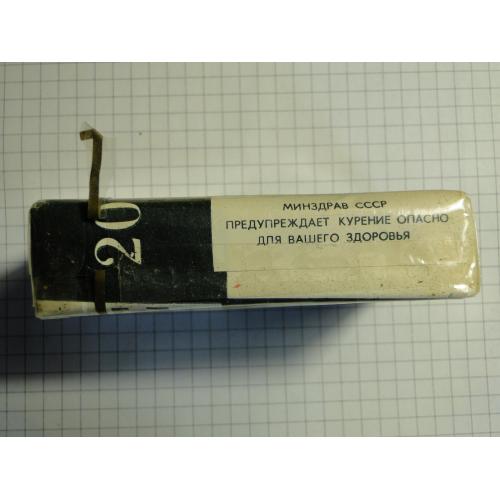 МИНЗДРАВ СССР
ПРЕДУПРЕЖДАЕТ КУРЕНИЕ ОПАСНО
ДЛЯ ВАШЕГО ЗДОРОВЬЯ
20